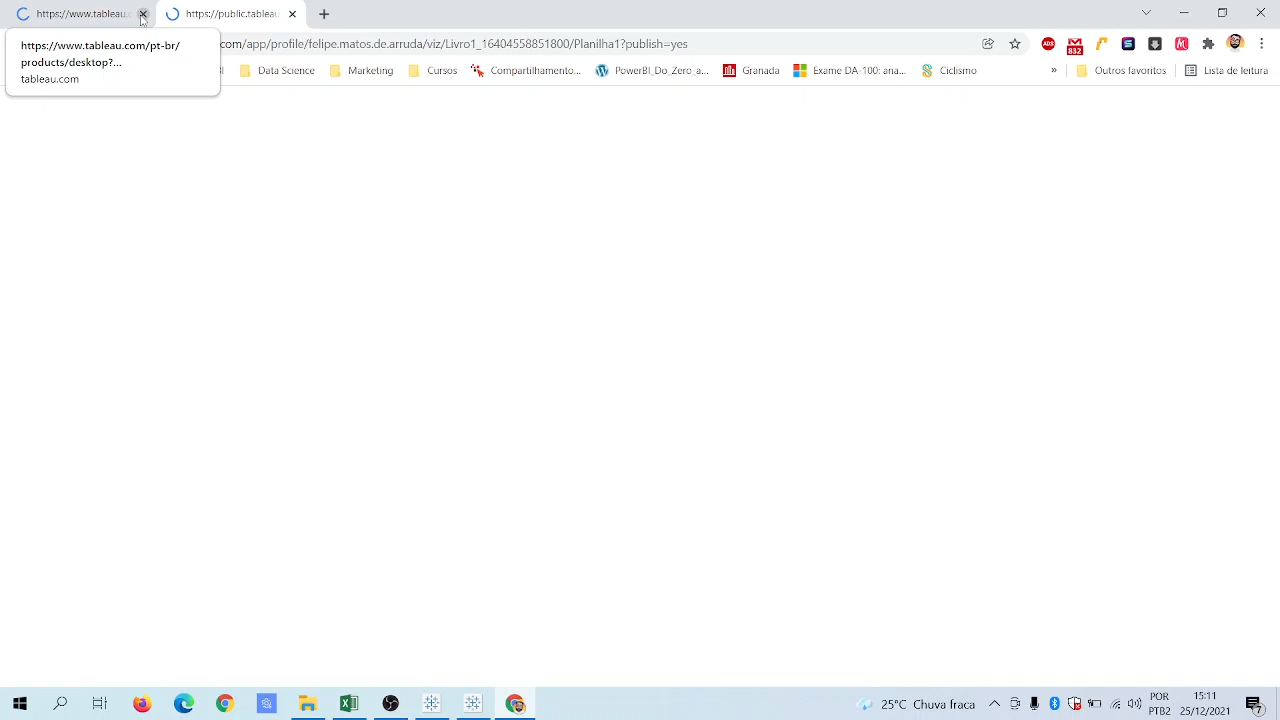 https://www.tableau.c
https://public.tableau.
https://www.tableau.com/pt-br/
products/desktop?...
tableau.com
com/app/profile/felipe.matos.de.arruda/viz/Livro1_16404558851800/Planilha1?publish=yes
ADS
832
Data Science
Marketing
Cursos
Compartilhamento...
PowerBI_Do_Zero_a...
Granada
Exame DA-100: ana...
Ciclismo
»
Outros favoritos
Lista de leitura
25°C Chuva fraca
POR
PTB2
15:11
25/12/2021
7